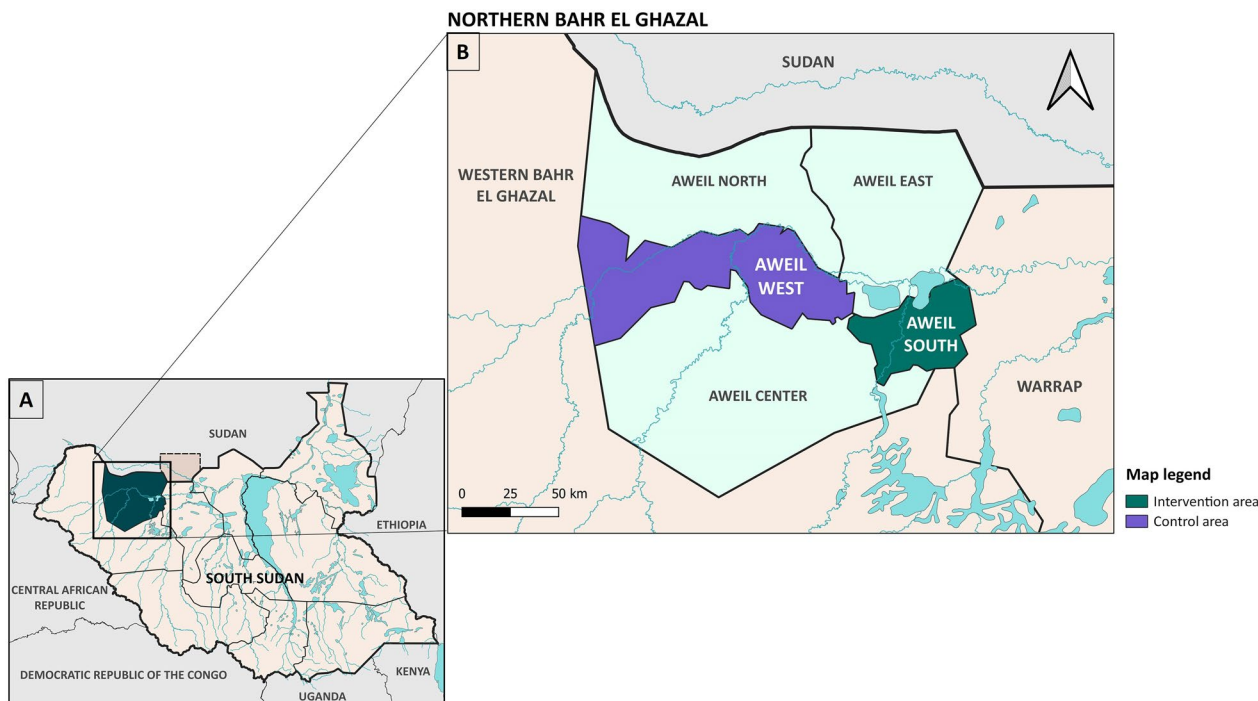 NORTHERN BAHR EL GHAZAL
B
SUDAN
WESTERN BAHR
EL GHAZAL
AWEIL NORTH
AWEIL EAST
AWEIL
WEST
AWEIL
SOUTH
AWEIL CENTER
WARRAP
0 25 50 km
Map legend
Intervention area
Control area
A
SUDAN
ETHIOPIA
SOUTH SUDAN
CENTRAL AFRICAN
REPUBLIC
DEMOCRATIC REPUBLIC OF THE CONGO
UGANDA
KENYA